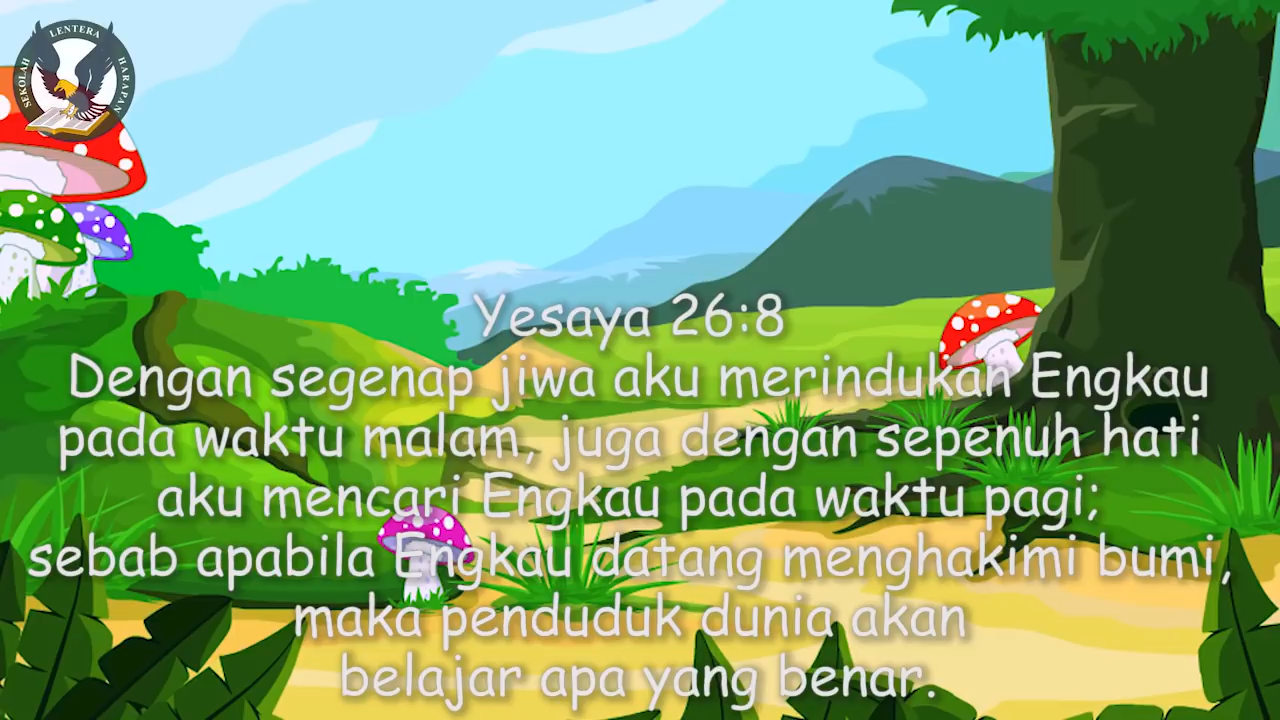 SEKOLAH LENTERA HARAPAN
Yesaya 26:8
Dengan segenap jiwa aku merindukan Engkau
pada waktu malam, juga dengan sepenuh hati
aku mencari Engkau pada waktu pagi;
sebab apabila Engkau datang menghakimi bumi,
maka penduduk dunia akan
belajar apa yang benar.